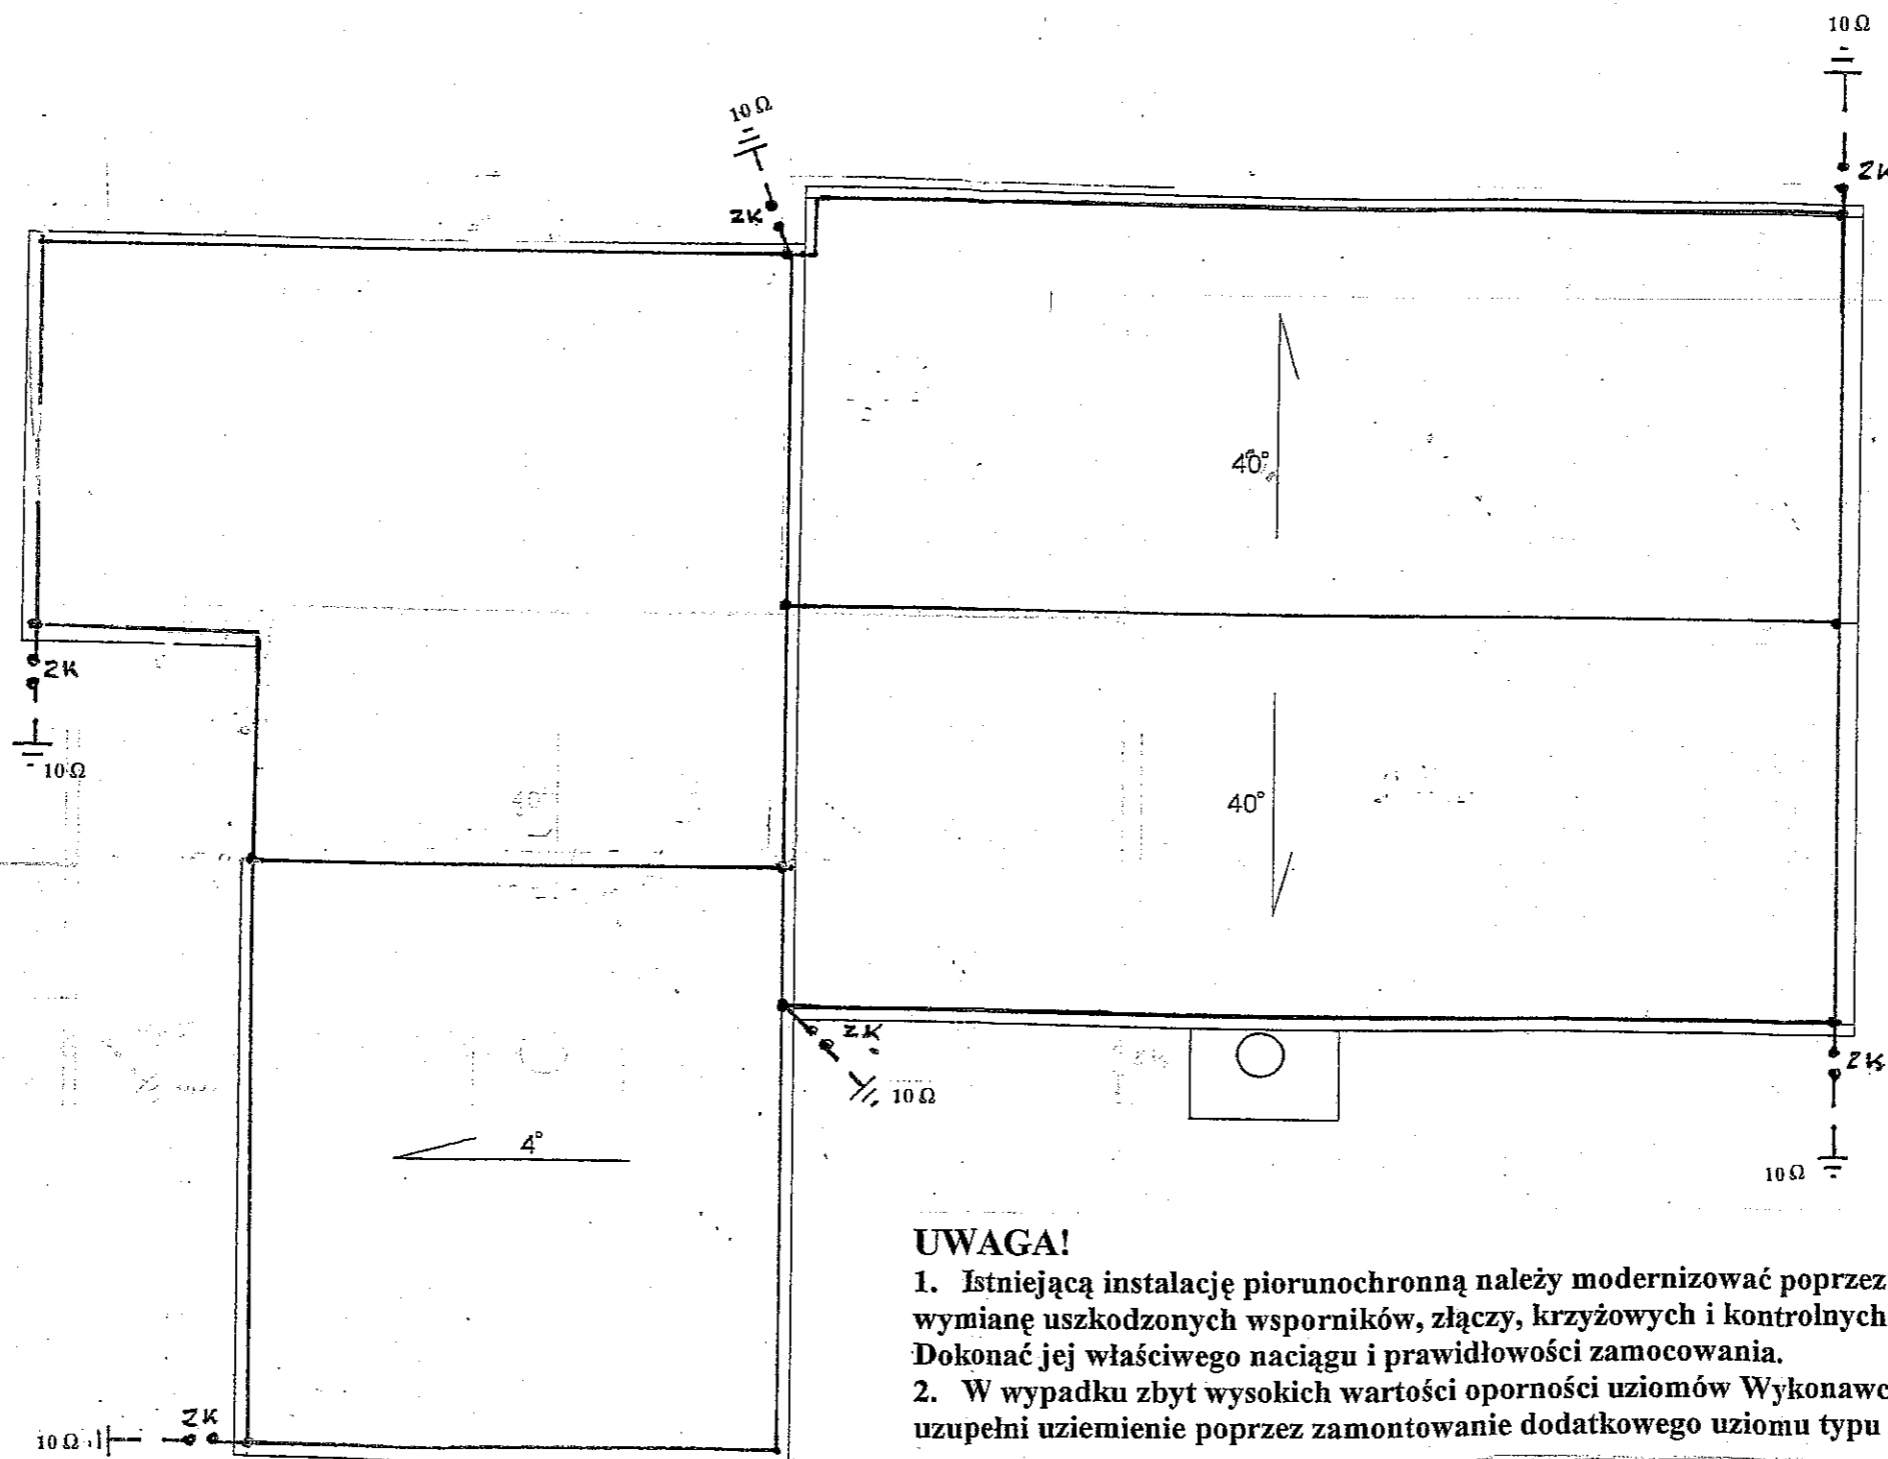 10 Ω
10 Ω
ZK
ZK
40°
ZK
10 Ω
40°
ZK
10 Ω
ZK
10 Ω
4°
UWAGA!
1. Istniejącą instalację piorunochronną należy modernizować poprzez
wymianę uszkodzonych wsporników, złączy, krzyżowych i kontrolnych
Dokonać jej właściwego naciągu i prawidłowości zamocowania.
2. W wypadku zbyt wysokich wartości oporności uziomów Wykonawc
uzupełni uziemienie poprzez zamontowanie dodatkowego uziomu typu
ZK
10 Ω